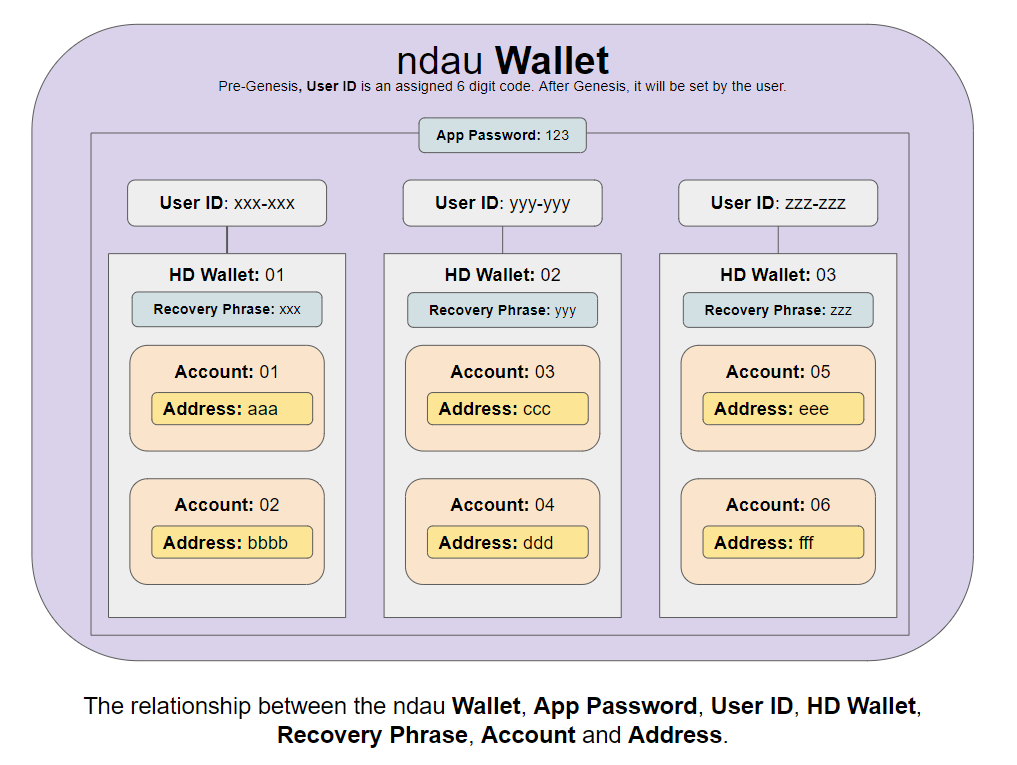 ndau Wallet
Pre-Genesis, User ID is an assigned 6 digit code. After Genesis, it will be set by the user.
App Password: 123
User ID: xxx-xxx
User ID: yyy-yyy
User ID: zzz-zzz
HD Wallet: 01
Recovery Phrase: xxx
Account: 01
Address: aaa
Account: 02
Address: bbbb
HD Wallet: 02
Recovery Phrase: yyy
Account: 03
Address: ccc
Account: 04
Address: ddd
HD Wallet: 03
Recovery Phrase: zzz
Account: 05
Address: eee
Account: 06
Address: fff
The relationship between the ndau Wallet, App Password, User ID, HD Wallet,
Recovery Phrase, Account and Address.